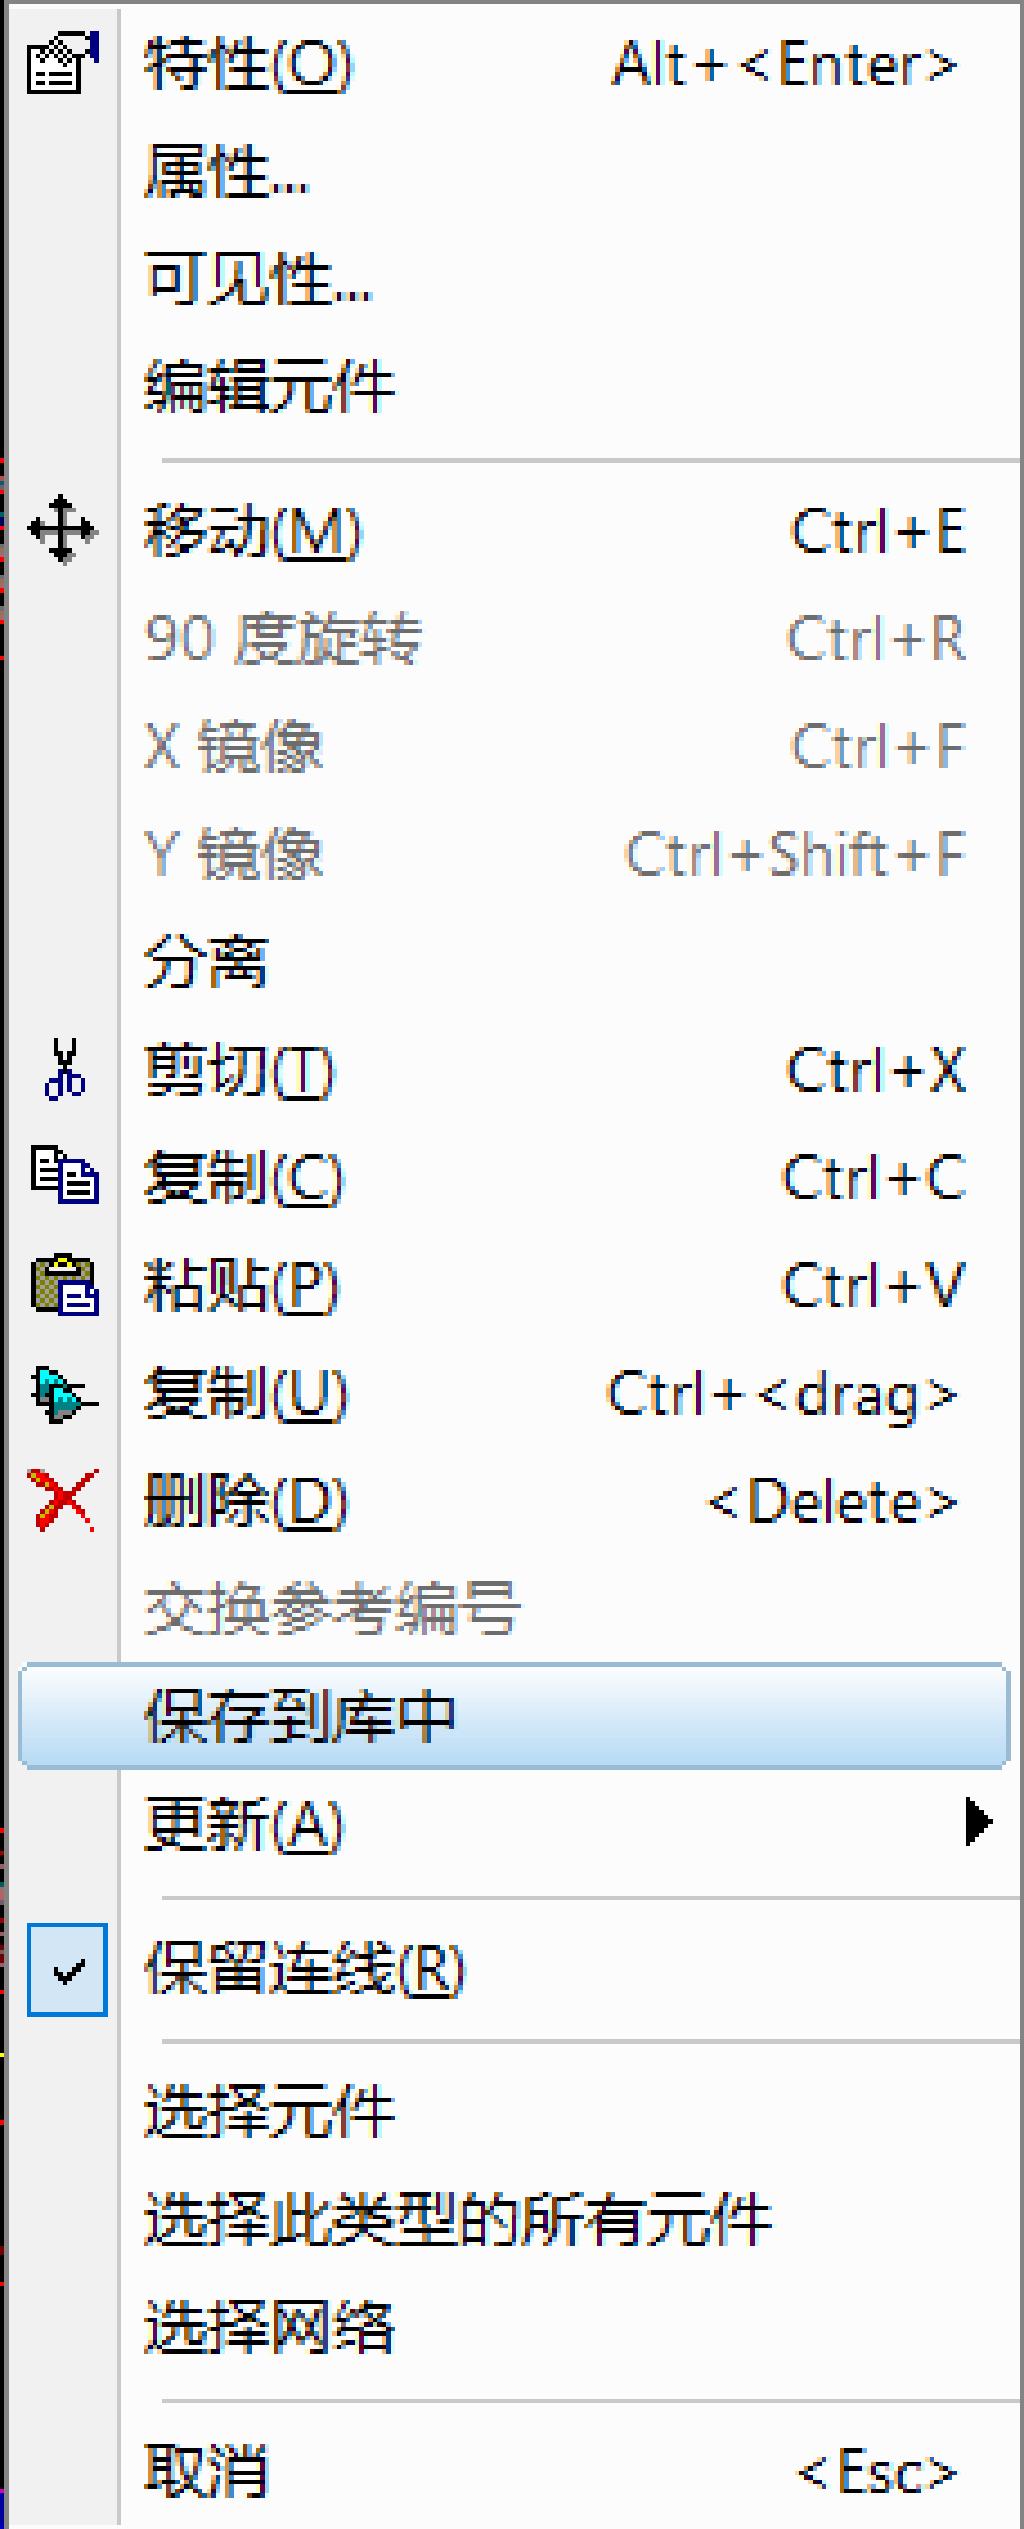 特性(O) Alt+<Enter>
属性...
可见性...
编辑元件
移动(M) Ctrl+E
90 度旋转 Ctrl+R
X 镜像 Ctrl+F
Y 镜像 Ctrl+Shift+F
分离
剪切(T) Ctrl+X
复制(C) Ctrl+C
粘贴(P) Ctrl+V
复制(U) Ctrl+<drag>
删除(D) <Delete>
交换参考编号
保存到库中
更新(A)
保留连线(R)
选择元件
选择此类型的所有元件
选择网络
取消 <Esc>